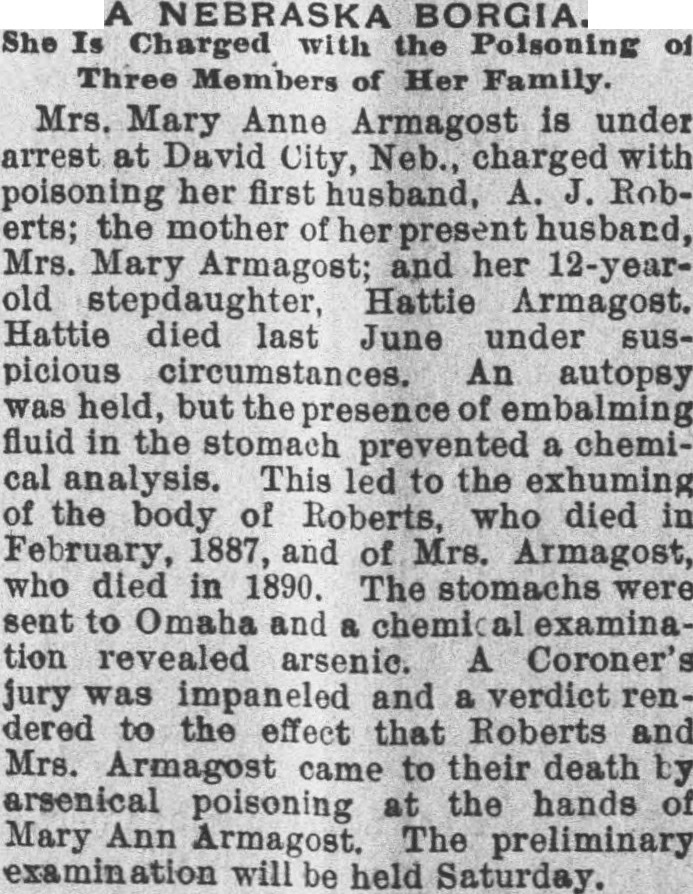 A NEBRASKA BORGIA.
She Is Charged with the Poisoning of
Three Members of Her Family.
Mrs. Mary Anne Armagost is under
arrest at David City, Neb., charged with
poisoning her first husband, A. J. Rob-
erts; the mother of her present husband,
Mrs. Mary Armagost; and her 12-year-
old stepdaughter, Hattie Armagost.
Hattie died last June under sus-
picious circumstances. An autopsy
was held, but the presence of embalming
fluid in the stomach prevented a chemi-
cal analysis. This led to the exhuming
of the body of Roberts, who died in
February, 1887, and of Mrs. Armagost,
who died in 1890. The stomachs were
sent to Omaha and a chemical examina-
tion revealed arsenic. A Coroner's
jury was impaneled and a verdict ren-
dered to the effect that Roberts and
Mrs. Armagost came to their death by
arsenical poisoning at the hands of
Mary Ann Armagost. The preliminary
examination will be held Saturday.